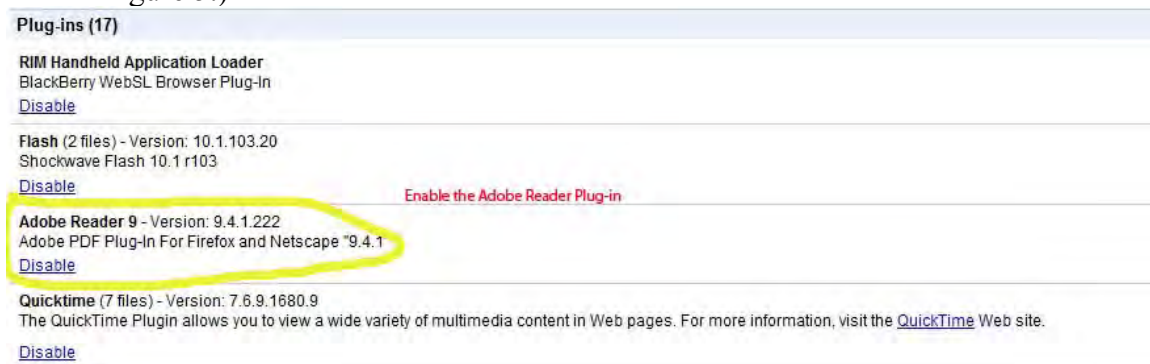 Plug-ins (17)
RIM Handheld Application Loader
BlackBerry WebSL Browser Plug-In
Disable
Flash (2 files) - Version: 10.1.103.20
Shockwave Flash 10.1 r103
Disable
Enable the Adobe Reader Plug-in
Adobe Reader 9 - Version: 9.4.1.222
Adobe PDF Plug-In For Firefox and Netscape "9.4.1
Disable
Quicktime (7 files) - Version: 7.6.9.1680.9
The QuickTime Plugin allows you to view a wide variety of multimedia content in Web pages. For more information, visit the QuickTime Web site.
Disable